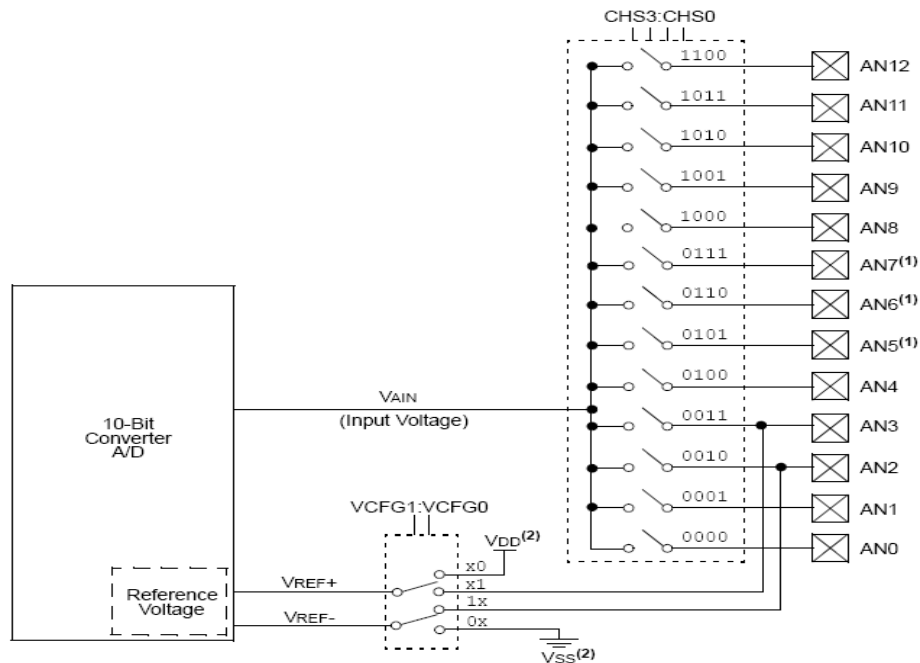 CHS3:CHS0
1100 AN12
1011 AN11
1010 AN10
1001 AN9
1000 AN8
0111 AN7(1)
0110 AN6(1)
0101 AN5(1)
0100 AN4
0011 AN3
0010 AN2
0001 AN1
0000 AN0
10-Bit
Converter
A/D
VAIN
(Input Voltage)
VCFG1:VCFG0
VDD(2)
Reference
Voltage
VREF+
VREF-
x0
x1
1x
0x
VSS(2)